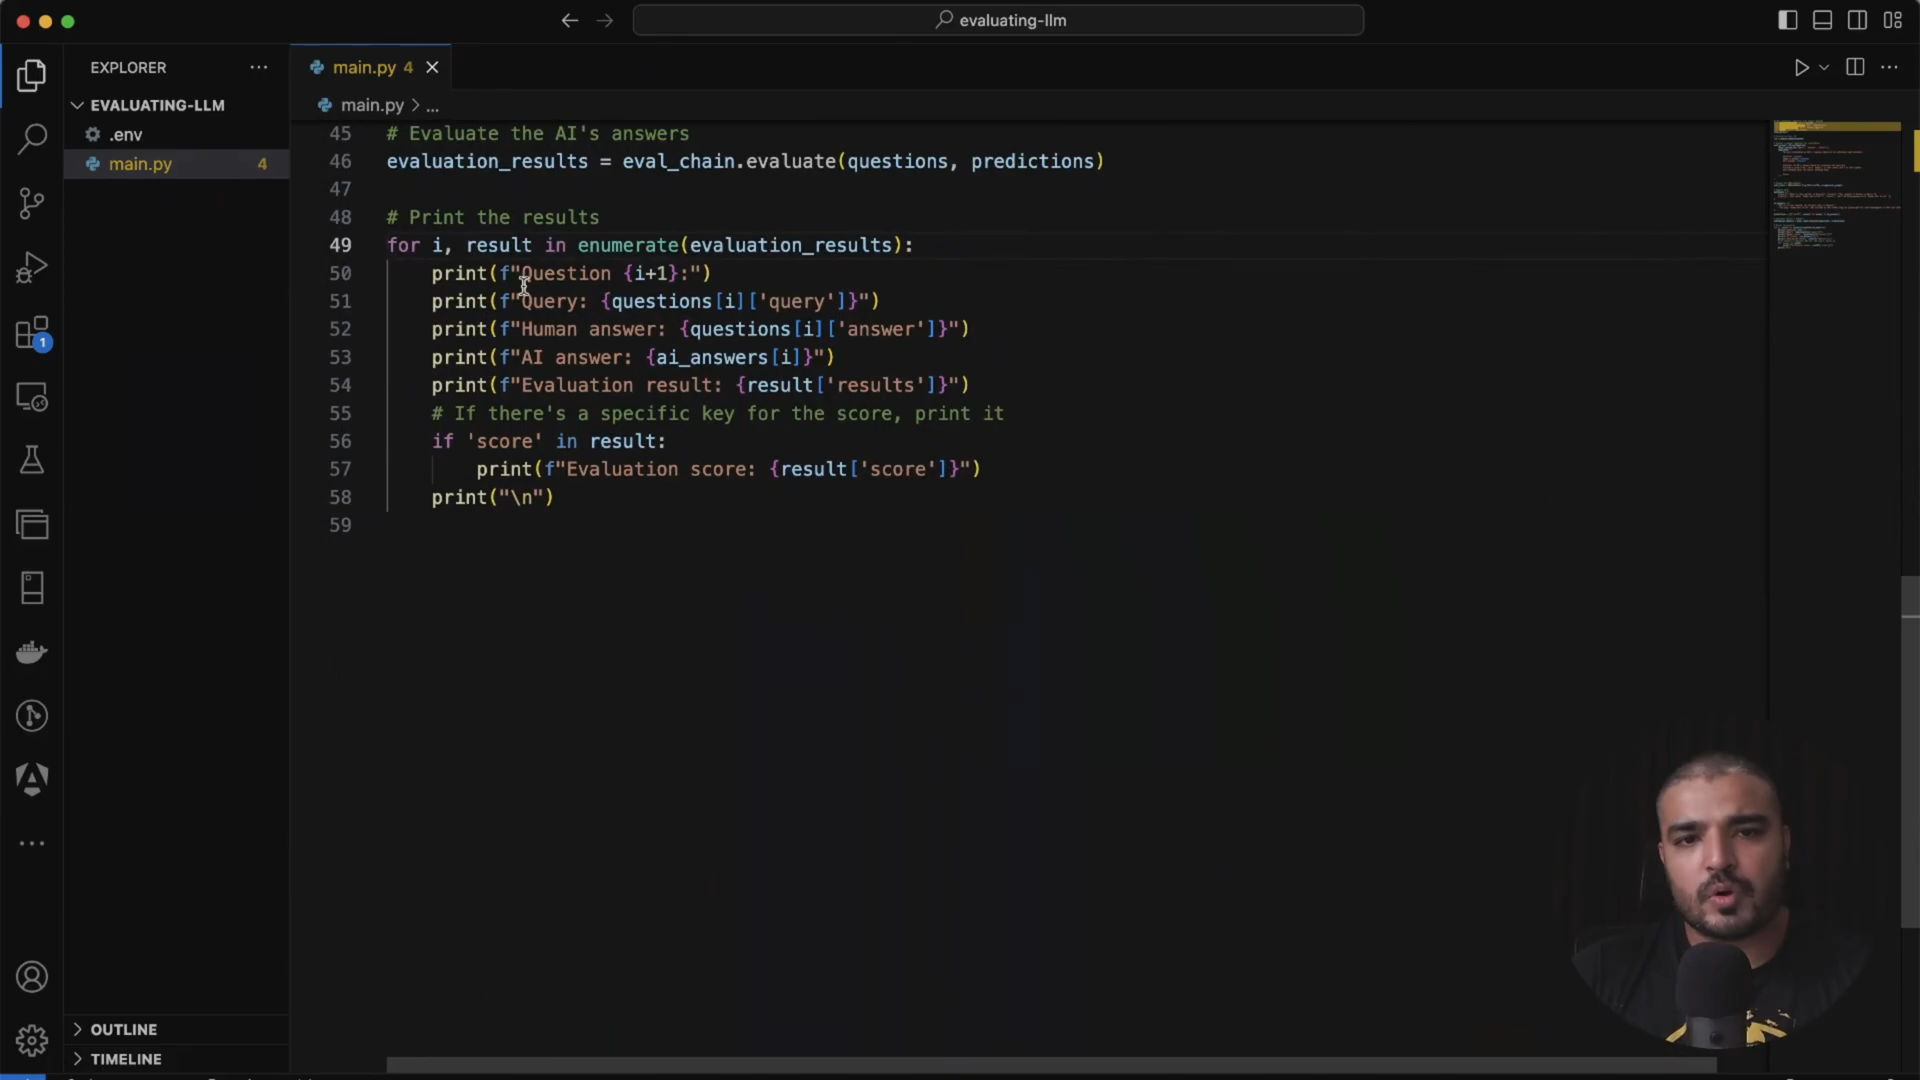 evaluating-llm
EXPLORER
main.py 4
EVALUATING-LLM
main.py > ...
.env
main.py 4
45 # Evaluate the AI's answers
46 evaluation_results = eval_chain.evaluate(questions, predictions)
47
48 # Print the results
49 for i, result in enumerate(evaluation_results):
50 print(f"Question {i+1}:")
51 print(f"Query: {questions[i]['query']}")
52 print(f"Human answer: {questions[i]['answer']}")
53 print(f"AI answer: {ai_answers[i]}")
54 print(f"Evaluation result: {result['results']}")
55 # If there's a specific key for the score, print it
56 if 'score' in result:
57 print(f"Evaluation score: {result['score']}")
58 print("\n")
59
1
OUTLINE
TIMELINE